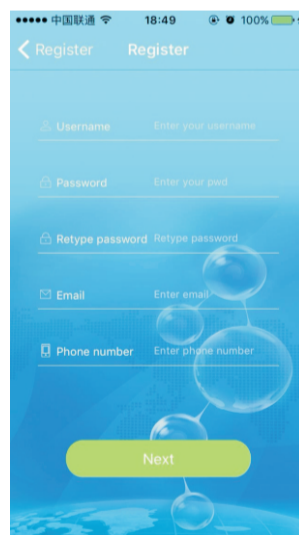 中国联通 18:49 100%
Register Register
Username Enter your username
Password Enter your pwd
Retype password Retype password
Email Enter email
Phone number Enter phone number
Next